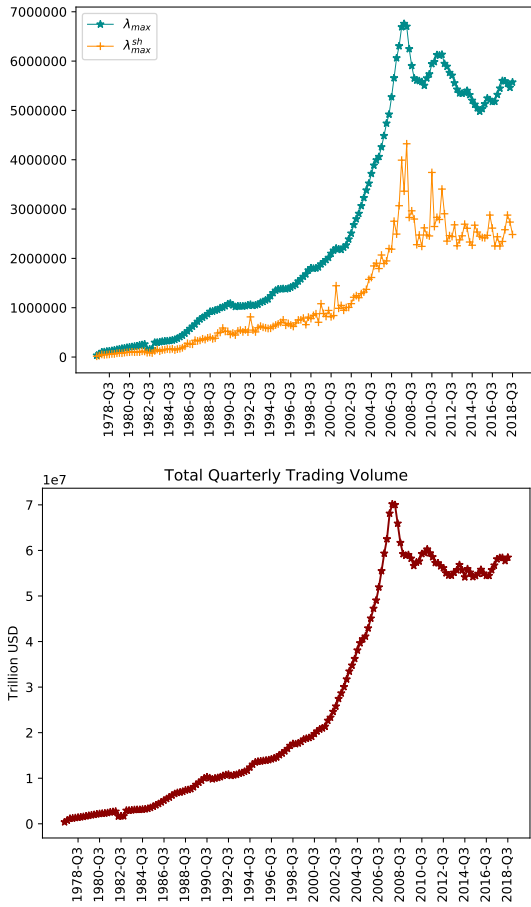 λmax
λ^sh_max
7000000
6000000
5000000
4000000
3000000
2000000
1000000
0
1978-Q3
1980-Q3
1982-Q3
1984-Q3
1986-Q3
1988-Q3
1990-Q3
1992-Q3
1994-Q3
1996-Q3
1998-Q3
2000-Q3
2002-Q3
2004-Q3
2006-Q3
2008-Q3
2010-Q3
2012-Q3
2014-Q3
2016-Q3
2018-Q3
Total Quarterly Trading Volume
1e7
7
6
5
4
3
2
1
0
Trillion USD
1978-Q3
1980-Q3
1982-Q3
1984-Q3
1986-Q3
1988-Q3
1990-Q3
1992-Q3
1994-Q3
1996-Q3
1998-Q3
2000-Q3
2002-Q3
2004-Q3
2006-Q3
2008-Q3
2010-Q3
2012-Q3
2014-Q3
2016-Q3
2018-Q3